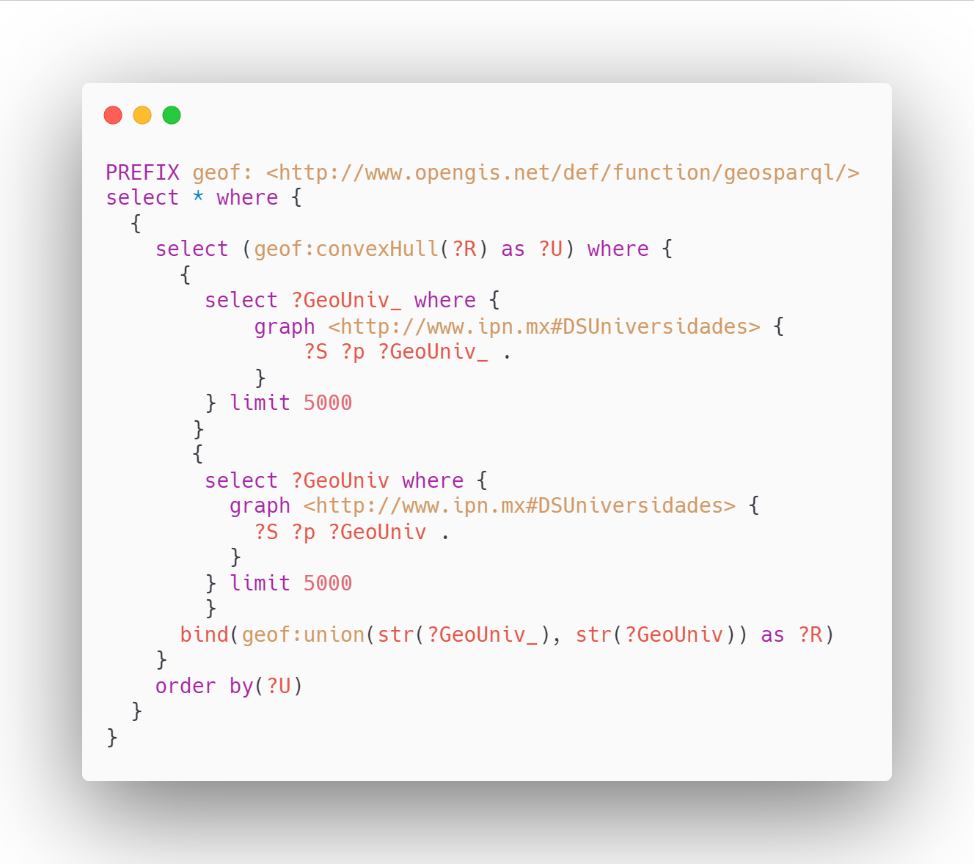 PREFIX geof: <http://www.opengis.net/def/function/geosparql/>
select * where {
  {
    select (geof:convexHull(?R) as ?U) where {
      {
        select ?GeoUniv_ where {
            graph <http://www.ipn.mx#DSUniversidades> {
                ?S ?p ?GeoUniv_ .
            }
        } limit 5000
       }
       {
        select ?GeoUniv where {
          graph <http://www.ipn.mx#DSUniversidades> {
            ?S ?p ?GeoUniv .
          }
        } limit 5000
        }
      bind(geof:union(str(?GeoUniv_), str(?GeoUniv)) as ?R)
    }
    order by(?U)
  }
}